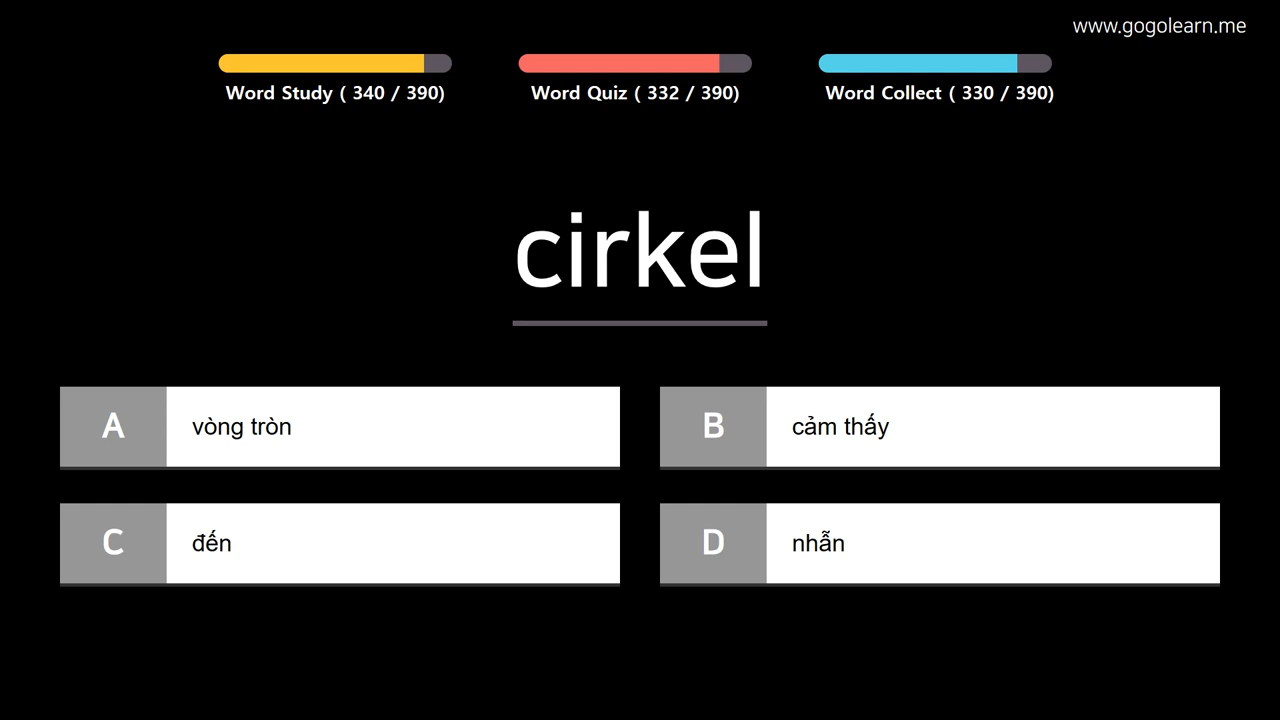 www.gogolearn.me
Word Study ( 340 / 390)
Word Quiz ( 332 / 390)
Word Collect ( 330 / 390)
cirkel
A vòng tròn
B cảm thấy
C đến
D nhẫn